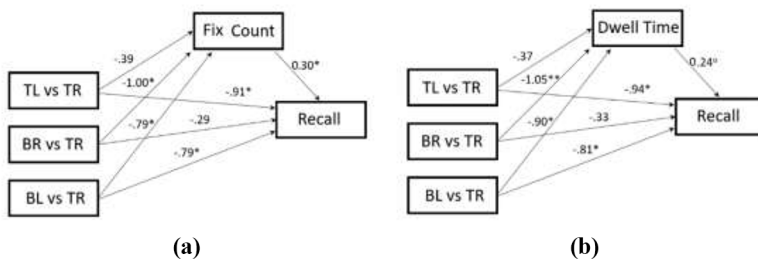 Fix Count
-.39
0.30*
-1.00*
TL vs TR
-.91*
Recall
-.79*
-.29
BR vs TR
-.79*
BL vs TR
(a)
Dwell Time
-.37
0.24º
-1.05**
TL vs TR
-.94*
Recall
-.90*
-.33
BR vs TR
-.81*
BL vs TR
(b)